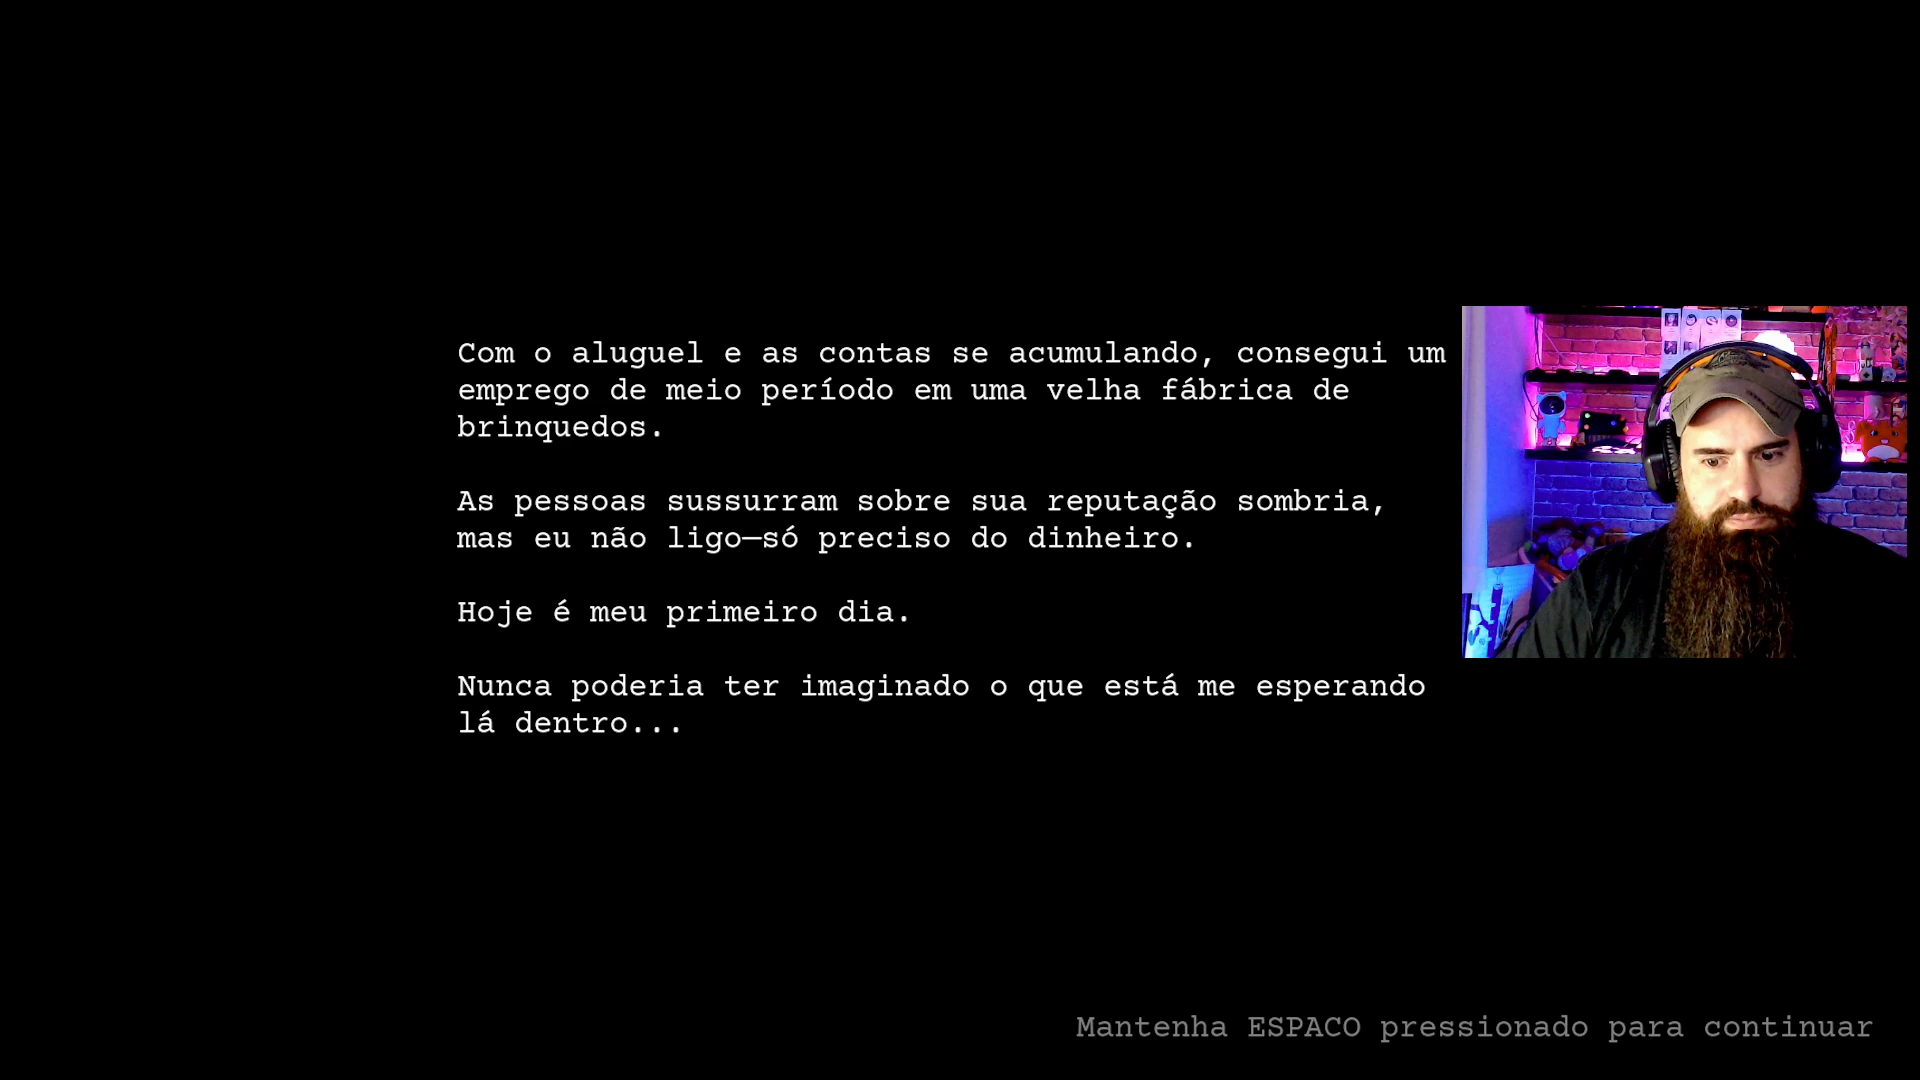 Com o aluguel e as contas se acumulando, consegui um
emprego de meio período em uma velha fábrica de
brinquedos.
As pessoas sussurram sobre sua reputação sombria,
mas eu não ligo—só preciso do dinheiro.
Hoje é meu primeiro dia.
Nunca poderia ter imaginado o que está me esperando
lá dentro...
Mantenha ESPACO pressionado para continuar